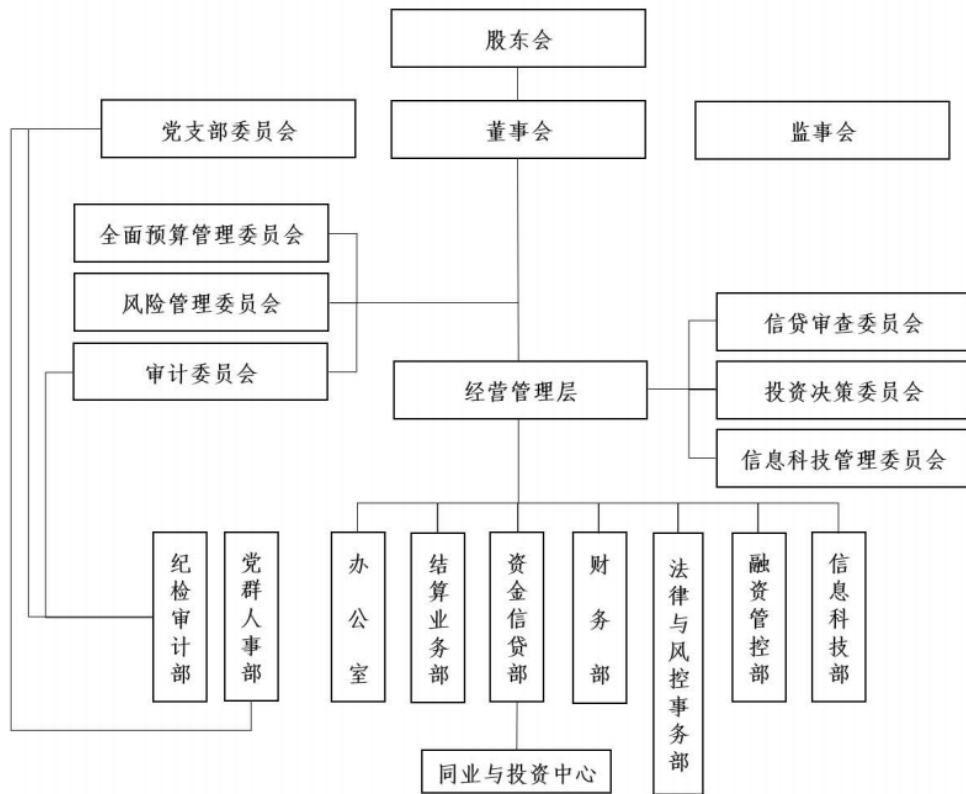 股东会
党支部委员会
董事会
监事会
全面预算管理委员会
风险管理委员会
信贷审查委员会
审计委员会
经营管理层
投资决策委员会
信息科技管理委员会
纪检审计部
党群人事部
办公室
结算业务部
资金信贷部
财务部
法律与风控事务部
融资管控部
信息科技部
同业与投资中心